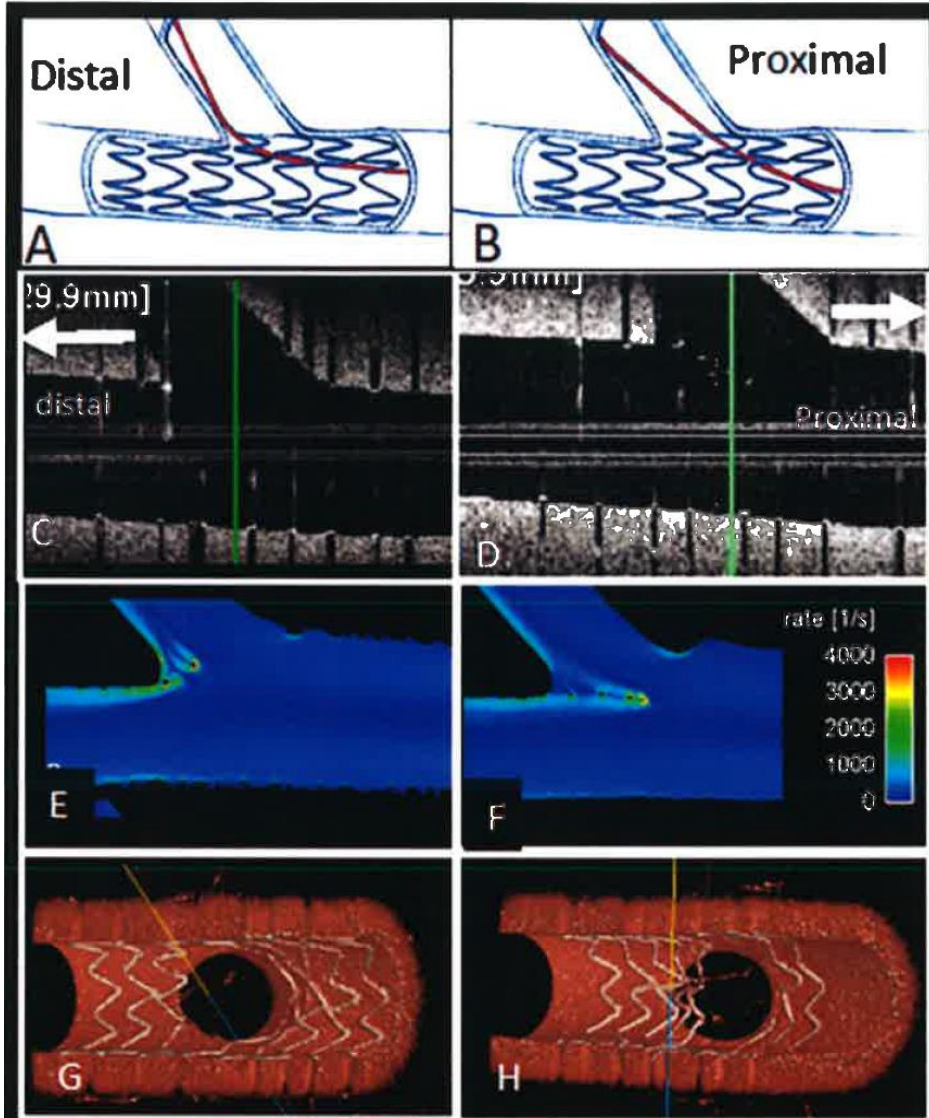 Distal
Proximal
A
B
29.9mm]
distal
C
Proximal
D
rate [1/s]
4000
3000
2000
1000
0
E
F
G
H